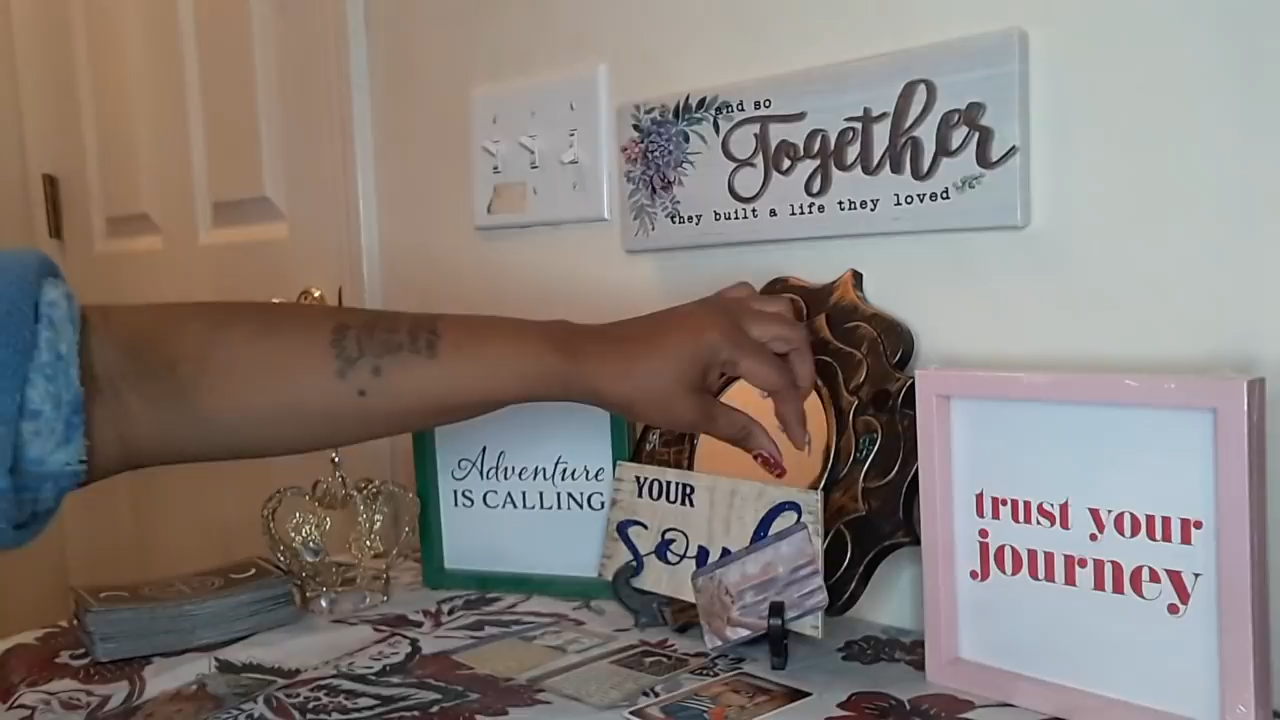 and so
Together
they built a life they loved
Adventure
IS CALLING
YOUR
trust your
journey